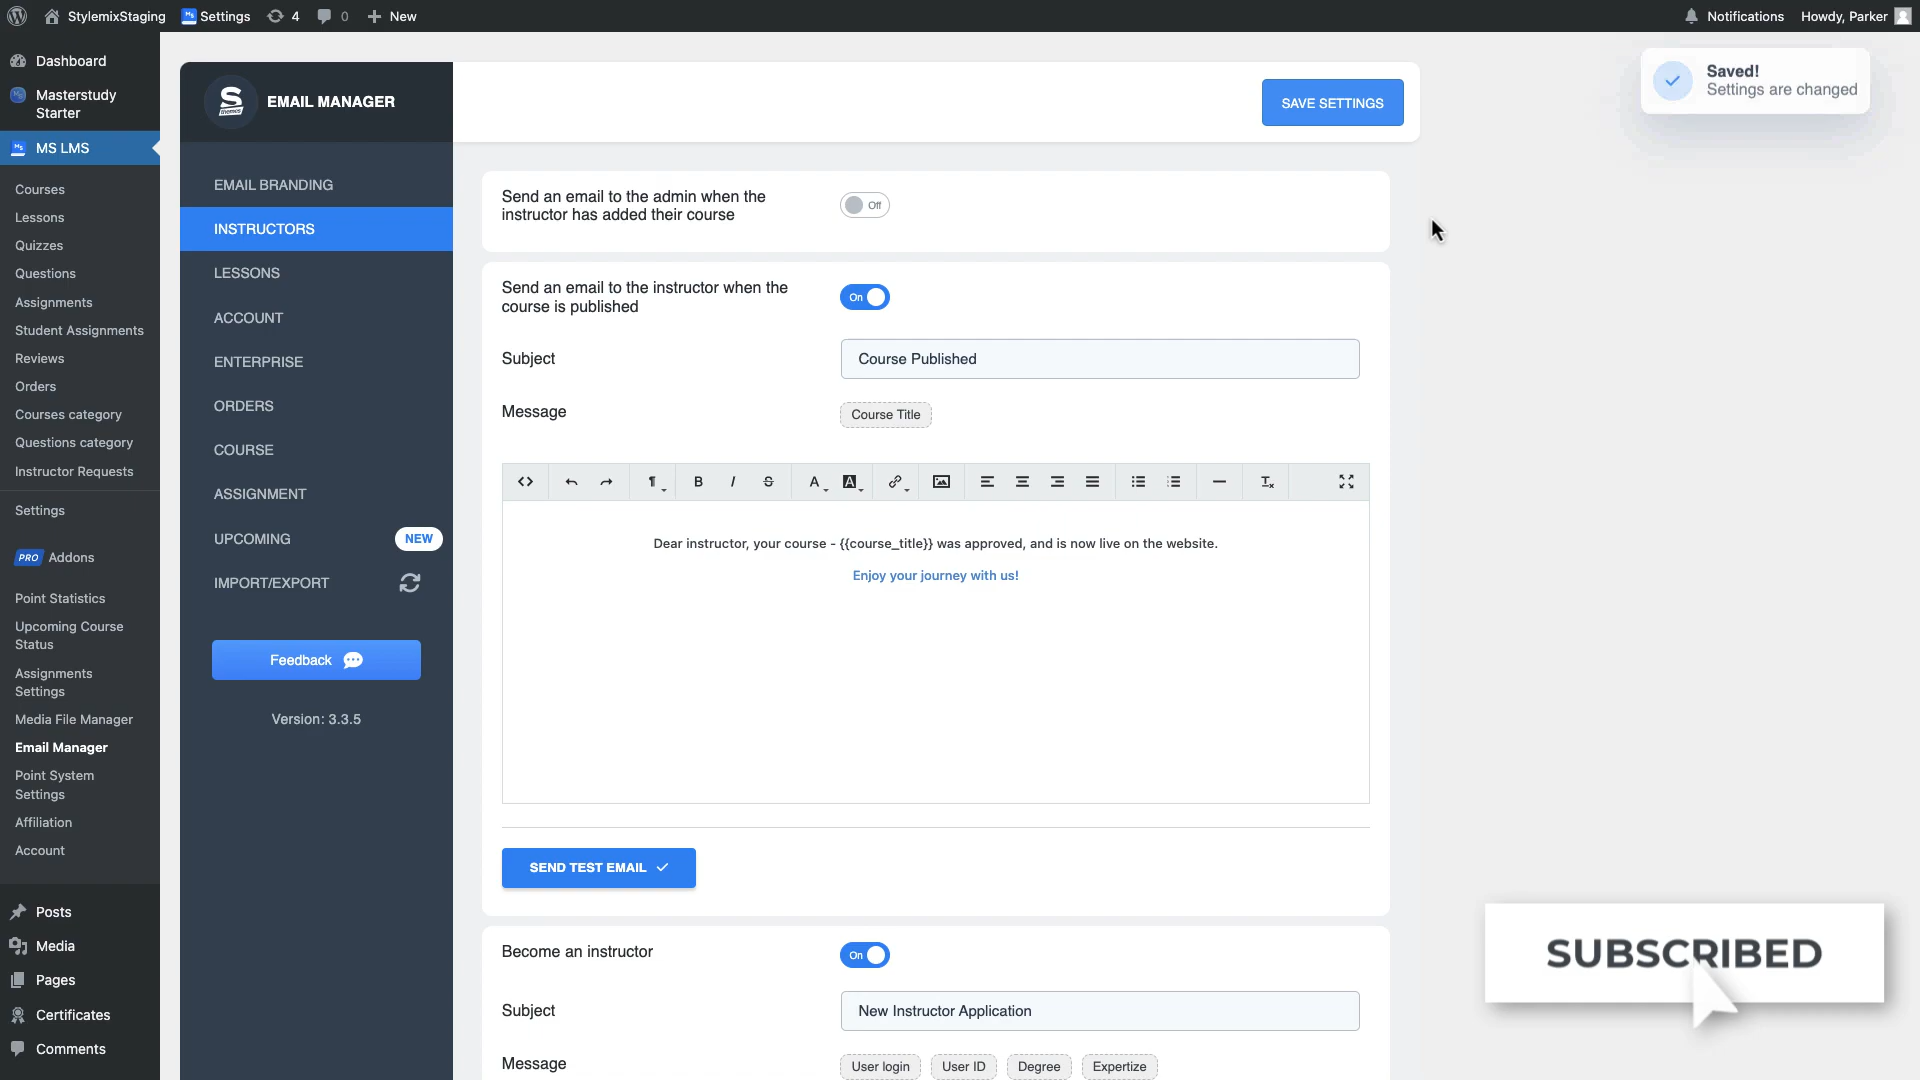 StylemixStaging
Settings
4
0
New
Notifications
Howdy, Parker
Dashboard
Masterstudy
Starter
MS LMS
Courses
Lessons
Quizzes
Questions
Assignments
Student Assignments
Reviews
Orders
Courses category
Questions category
Instructor Requests
Settings
PRO Addons
Point Statistics
Upcoming Course
Status
Assignments
Settings
Media File Manager
Email Manager
Point System
Settings
Affiliation
Account
Posts
Media
Pages
Certificates
Comments
EMAIL MANAGER
EMAIL BRANDING
INSTRUCTORS
LESSONS
ACCOUNT
ENTERPRISE
ORDERS
COURSE
ASSIGNMENT
UPCOMING NEW
IMPORT/EXPORT
Feedback
Version: 3.3.5
SAVE SETTINGS
Saved!
Settings are changed
Send an email to the admin when the
instructor has added their course
Off
Send an email to the instructor when the
course is published
On
Subject
Course Published
Message
Course Title
Dear instructor, your course - {{course_title}} was approved, and is now live on the website.
Enjoy your journey with us!
SEND TEST EMAIL
Become an instructor
On
Subject
New Instructor Application
Message
User login
User ID
Degree
Expertize
SUBSCRIBED